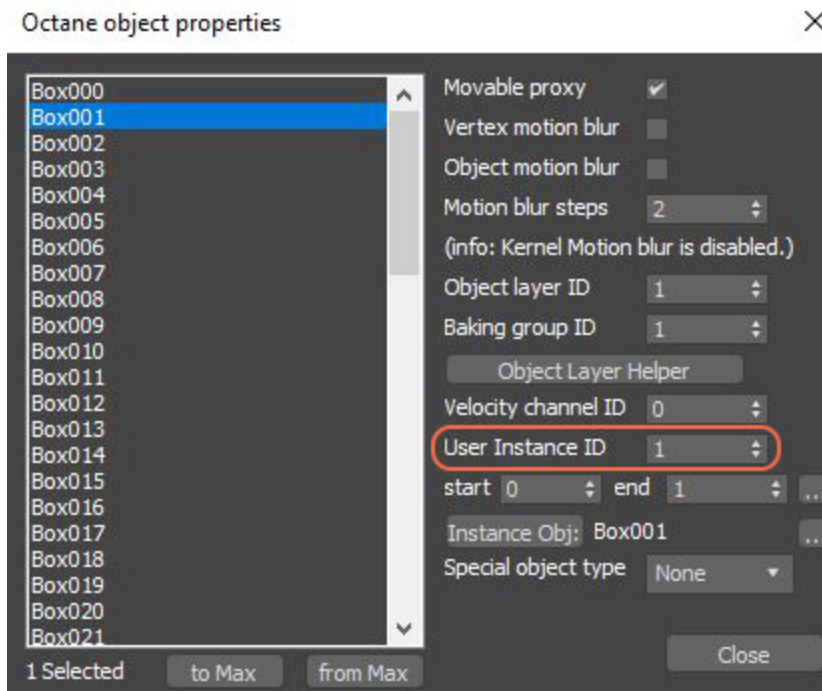 Octane object properties
Box000
Box001
Box002
Box003
Box004
Box005
Box006
Box007
Box008
Box009
Box010
Box011
Box012
Box013
Box014
Box015
Box016
Box017
Box018
Box019
Box020
Box021
1 Selected
to Max
from Max
Movable proxy
Vertex motion blur
Object motion blur
Motion blur steps 2
(info: Kernel Motion blur is disabled.)
Object layer ID 1
Baking group ID 1
Object Layer Helper
Velocity channel ID 0
User Instance ID 1
start 0 end 1 ...
Instance Obj: Box001 ...
Special object type None
Close